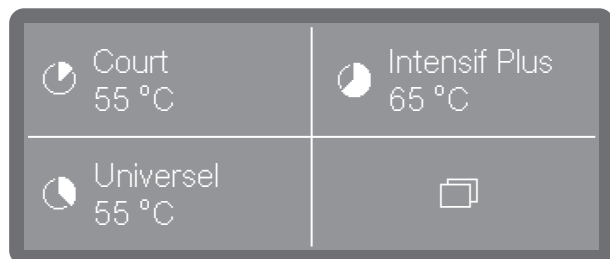 Court
55 °C
Intensif Plus
65 °C
Universel
55 °C